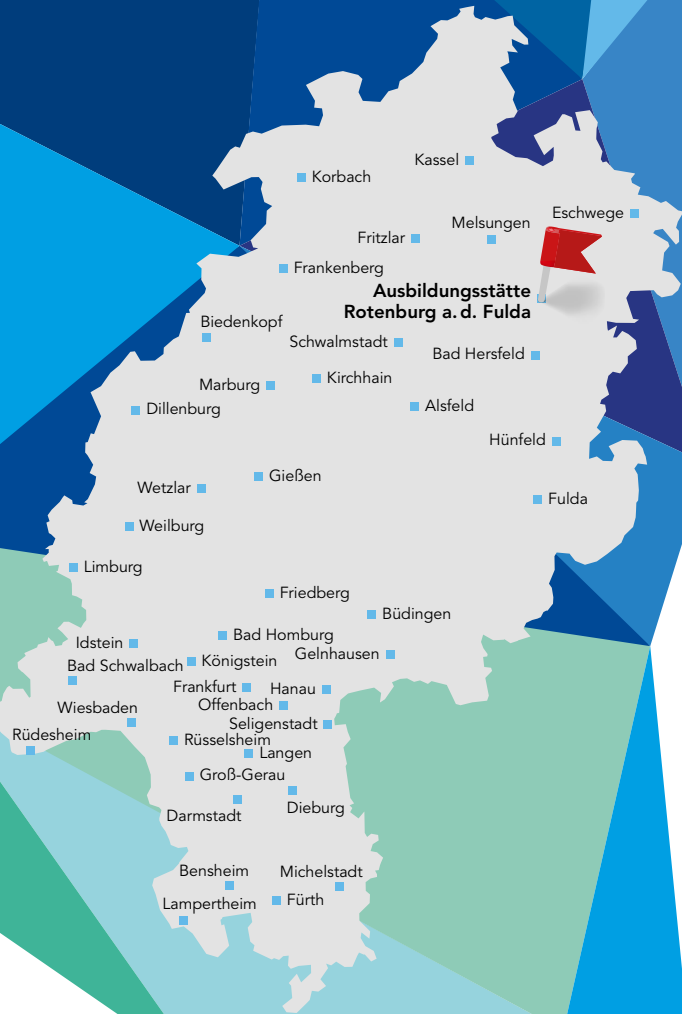 Kassel
Korbach
Eschwege
Melsungen
Fritzlar
Frankenberg
Ausbildungsstätte
Rotenburg a. d. Fulda
Biedenkopf
Schwalmstadt
Bad Hersfeld
Kirchhain
Marburg
Alsfeld
Dillenburg
Hünfeld
Gießen
Wetzlar
Fulda
Weilburg
Limburg
Friedberg
Büdingen
Bad Homburg
Idstein
Gelnhausen
Königstein
Bad Schwalbach
Frankfurt
Hanau
Offenbach
Wiesbaden
Seligenstadt
Rüdesheim
Rüsselsheim
Langen
Groß-Gerau
Dieburg
Darmstadt
Bensheim
Michelstadt
Fürth
Lampertheim